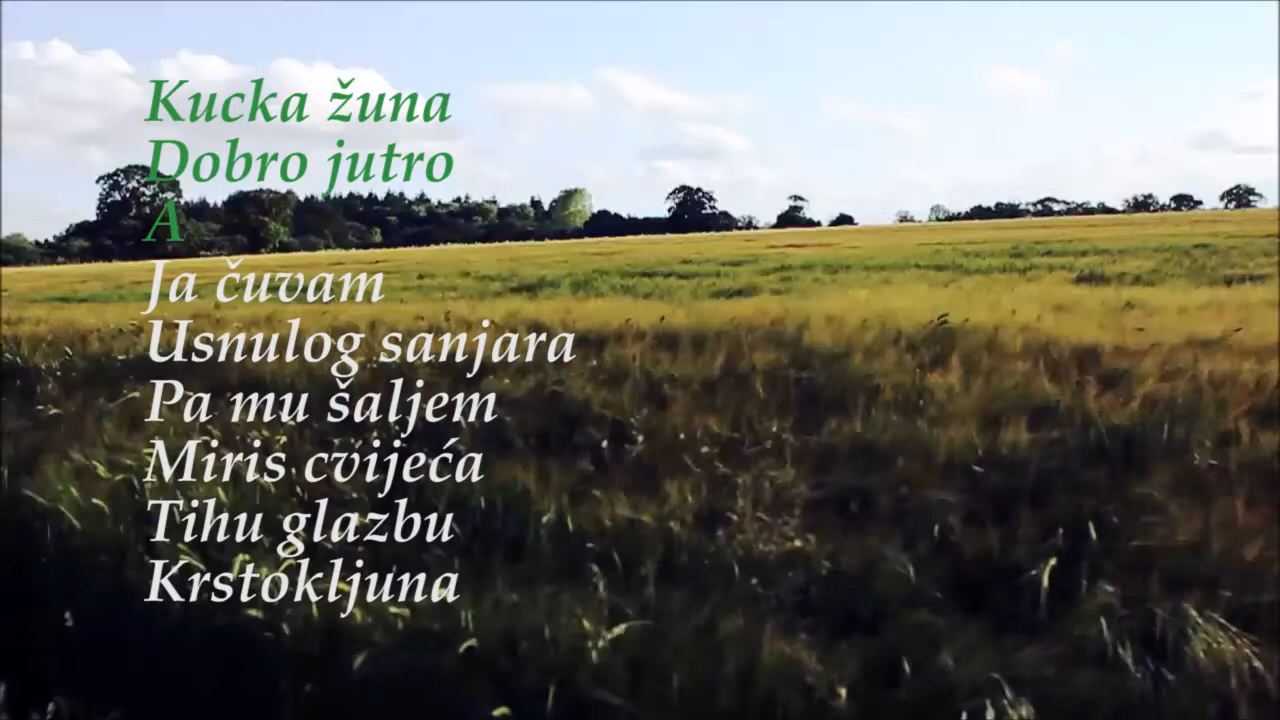 Kucka žuna
Dobro jutro
A
Ja čuvam
Usnulog sanjara
Pa mu šaljem
Miris cvijeća
Tihu glazbu
Krstokljuna